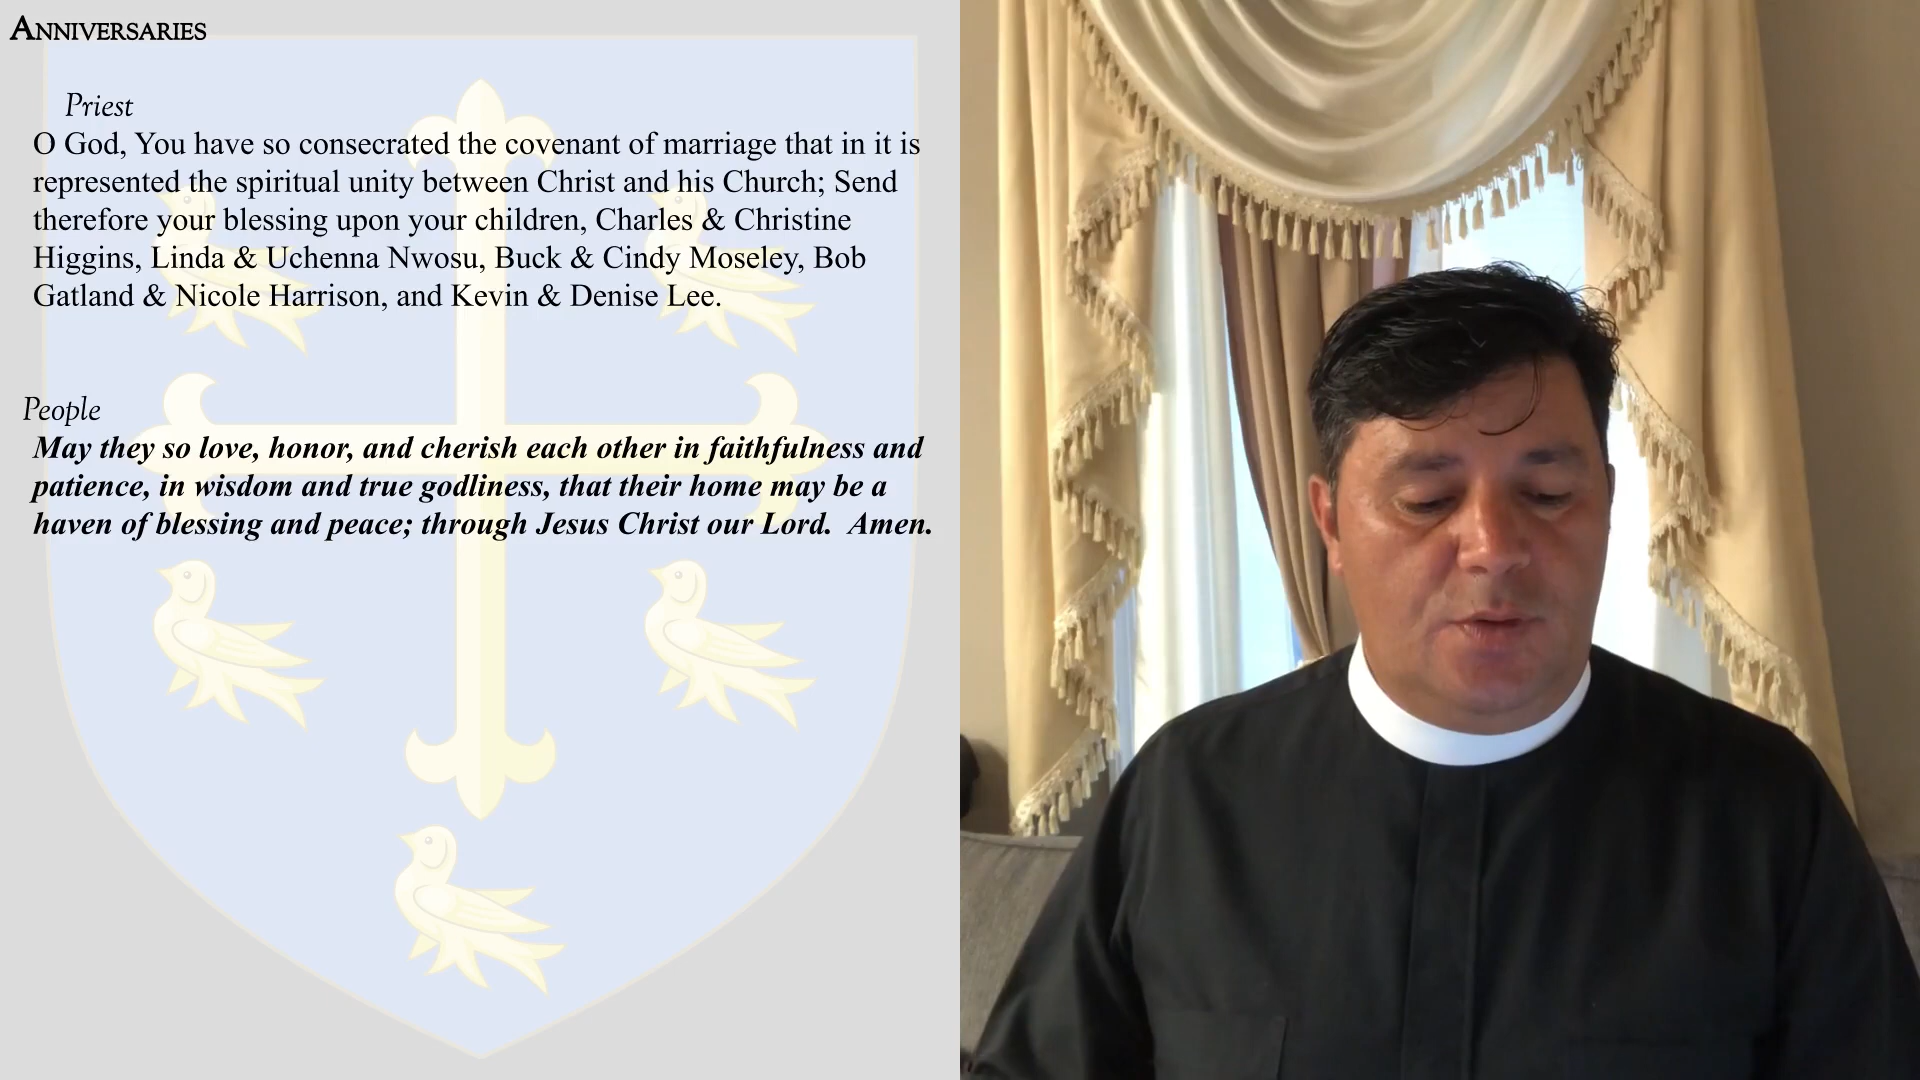 ANNIVERSARIES
Priest
O God, You have so consecrated the covenant of marriage that in it is
represented the spiritual unity between Christ and his Church; Send
therefore your blessing upon your children, Charles & Christine
Higgins, Linda & Uchenna Nwosu, Buck & Cindy Moseley, Bob
Gatland & Nicole Harrison, and Kevin & Denise Lee.
People
May they so love, honor, and cherish each other in faithfulness and
patience, in wisdom and true godliness, that their home may be a
haven of blessing and peace; through Jesus Christ our Lord.  Amen.